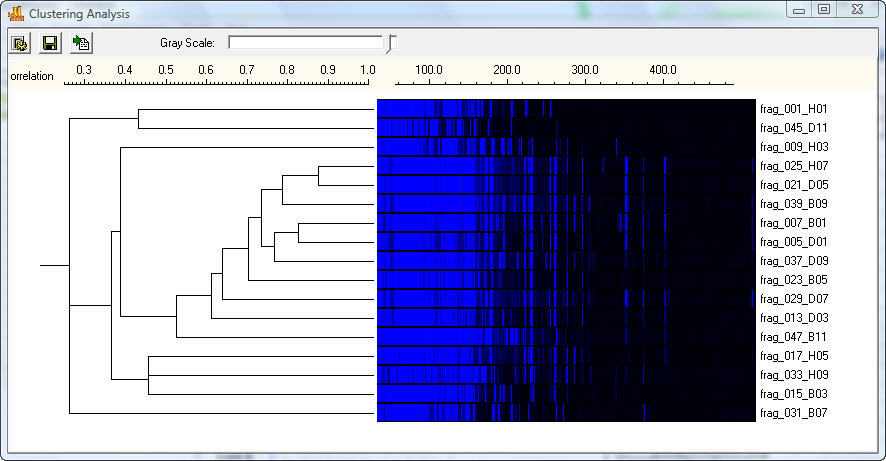 Clustering Analysis
Gray Scale:
orrelation 0.3 0.4 0.5 0.6 0.7 0.8 0.9 1.0 100.0 200.0 300.0 400.0
frag_001_H01
frag_045_D11
frag_009_H03
frag_025_H07
frag_021_D05
frag_039_B09
frag_007_B01
frag_005_D01
frag_037_D09
frag_023_B05
frag_029_D07
frag_013_D03
frag_047_B11
frag_017_H05
frag_033_H09
frag_015_B03
frag_031_B07